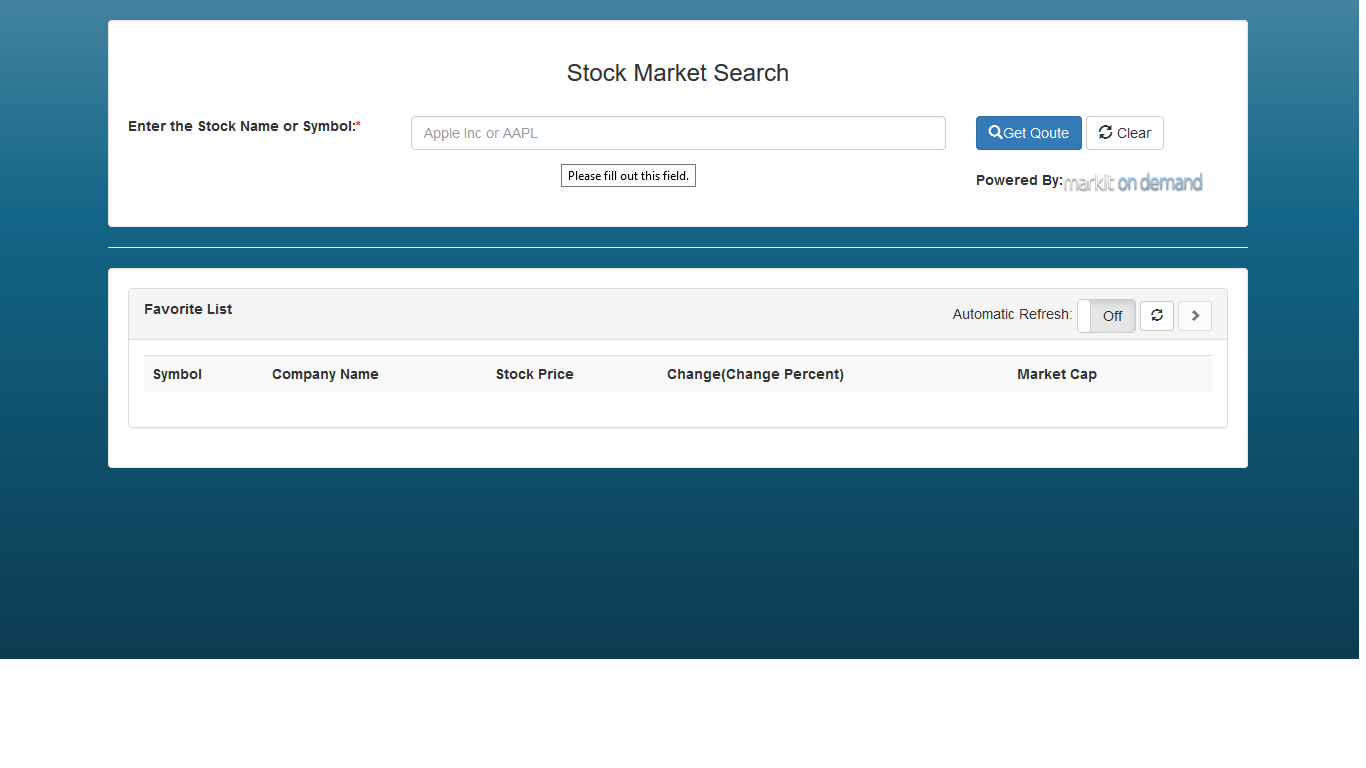 Stock Market Search
Enter the Stock Name or Symbol:*
Apple Inc or AAPL
Get Qoute
Clear
Please fill out this field.
Powered By:markit on demand
Favorite List
Automatic Refresh: Off
Symbol Company Name Stock Price Change(Change Percent) Market Cap